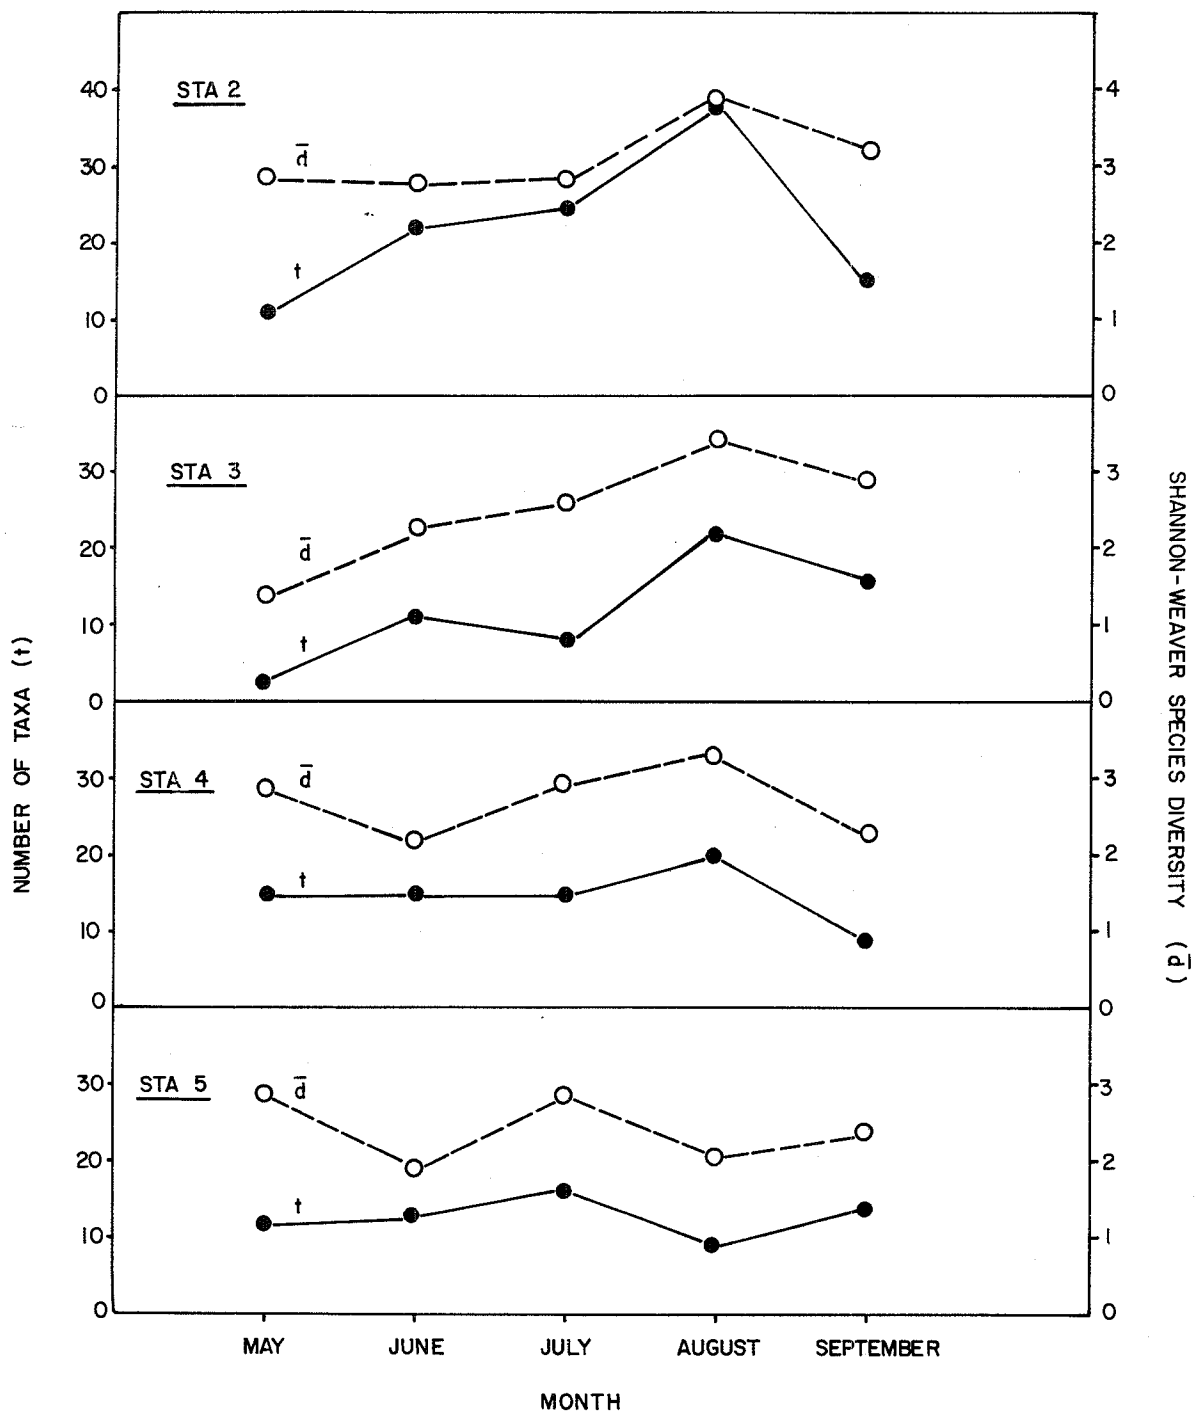 STA 2
40
30
20
10
0
d̅
t
4
3
2
1
0
STA 3
30
20
10
0
d̅
t
3
2
1
0
STA 4
30
20
10
0
d̅
t
3
2
1
0
STA 5
30
20
10
0
d̅
t
3
2
1
0
NUMBER OF TAXA (t)
SHANNON-WEAVER SPECIES DIVERSITY (d̅)
MAY JUNE JULY AUGUST SEPTEMBER
MONTH